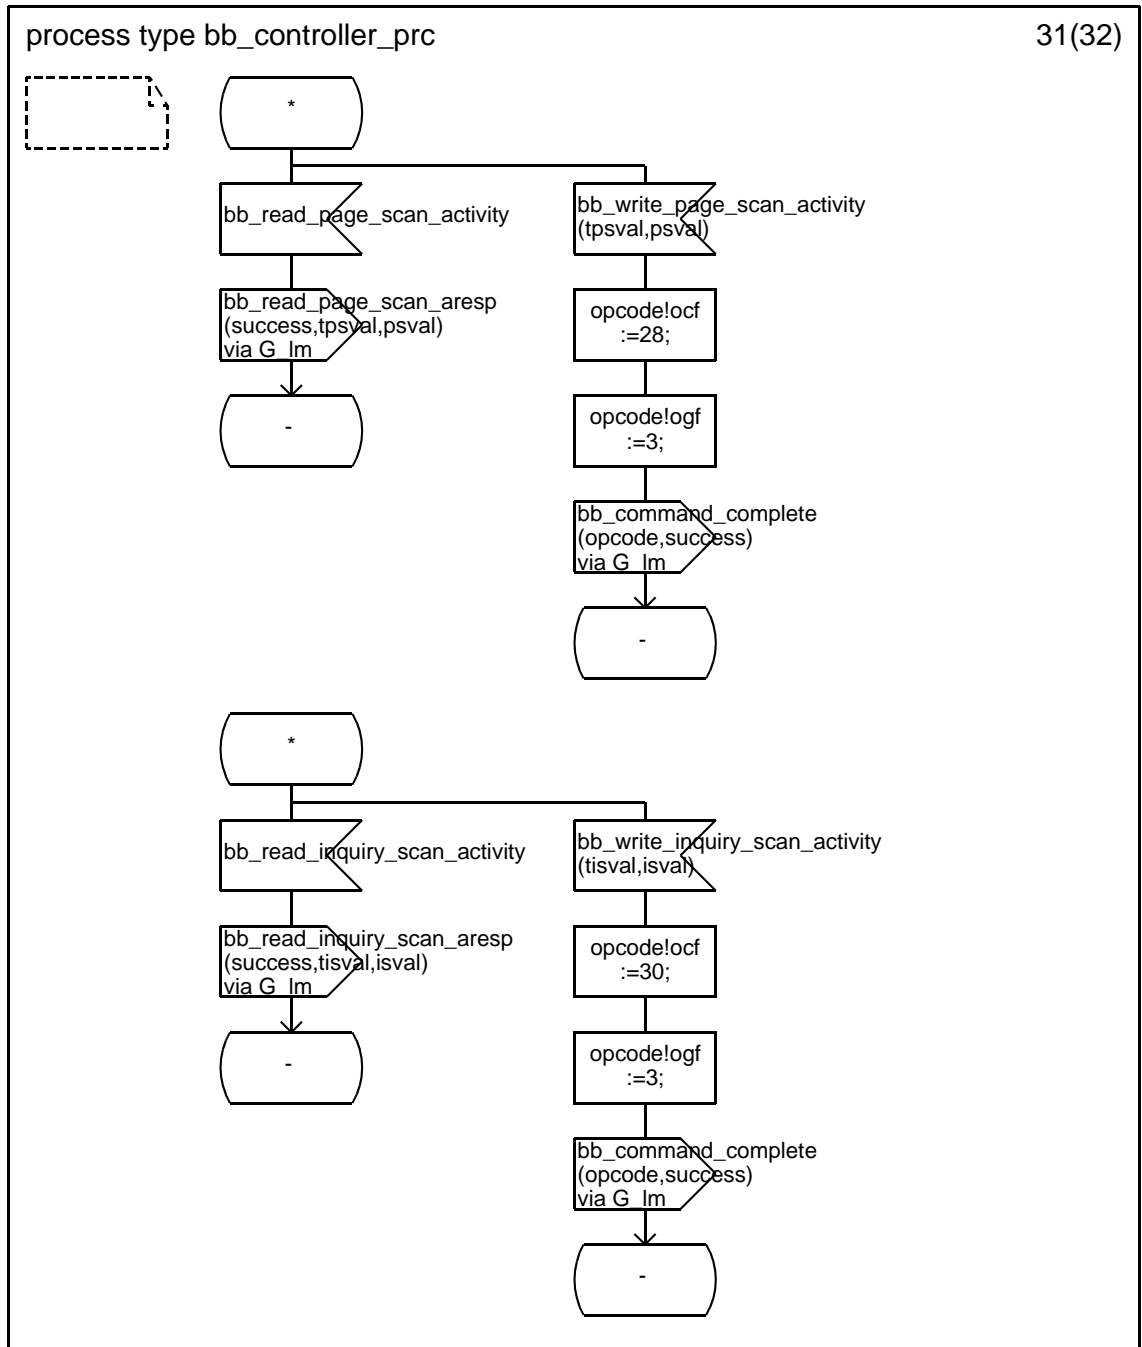 process type bb_controller_prc
31(32)
*
bb_read_page_scan_activity
bb_write_page_scan_activity
(tpsval,psval)
bb_read_page_scan_aresp
(success,tpsval,psval)
via G_lm
opcode!ocf
:=28;
-
opcode!ogf
:=3;
bb_command_complete
(opcode,success)
via G_lm
-
*
bb_read_inquiry_scan_activity
bb_write_inquiry_scan_activity
(tisval,isval)
bb_read_inquiry_scan_aresp
(success,tisval,isval)
via G_lm
opcode!ocf
:=30;
-
opcode!ogf
:=3;
bb_command_complete
(opcode,success)
via G_lm
-